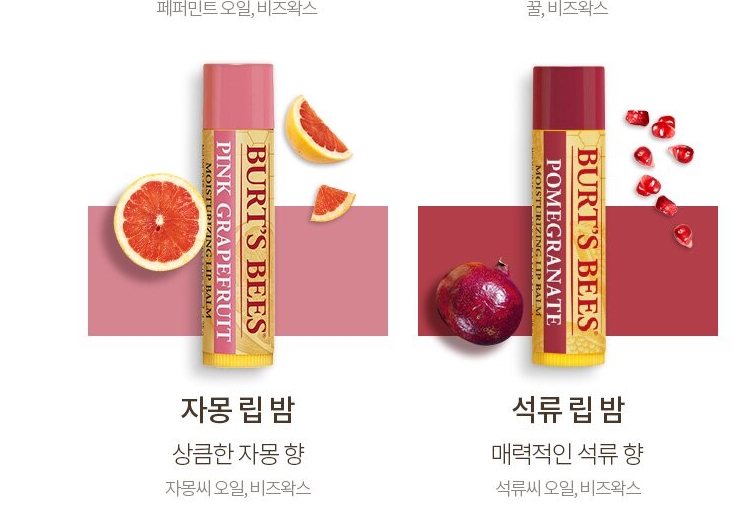 페퍼민트 오일, 비즈왁스
꿀, 비즈왁스
BURT'S BEES
PINK GRAPEFRUIT
MOISTURIZING LIP BALM
BURT'S BEES
POMEGRANATE
MOISTURIZING LIP BALM
자몽 립 밤
석류 립 밤
상큼한 자몽 향
매력적인 석류 향
자몽씨 오일, 비즈왁스
석류씨 오일, 비즈왁스